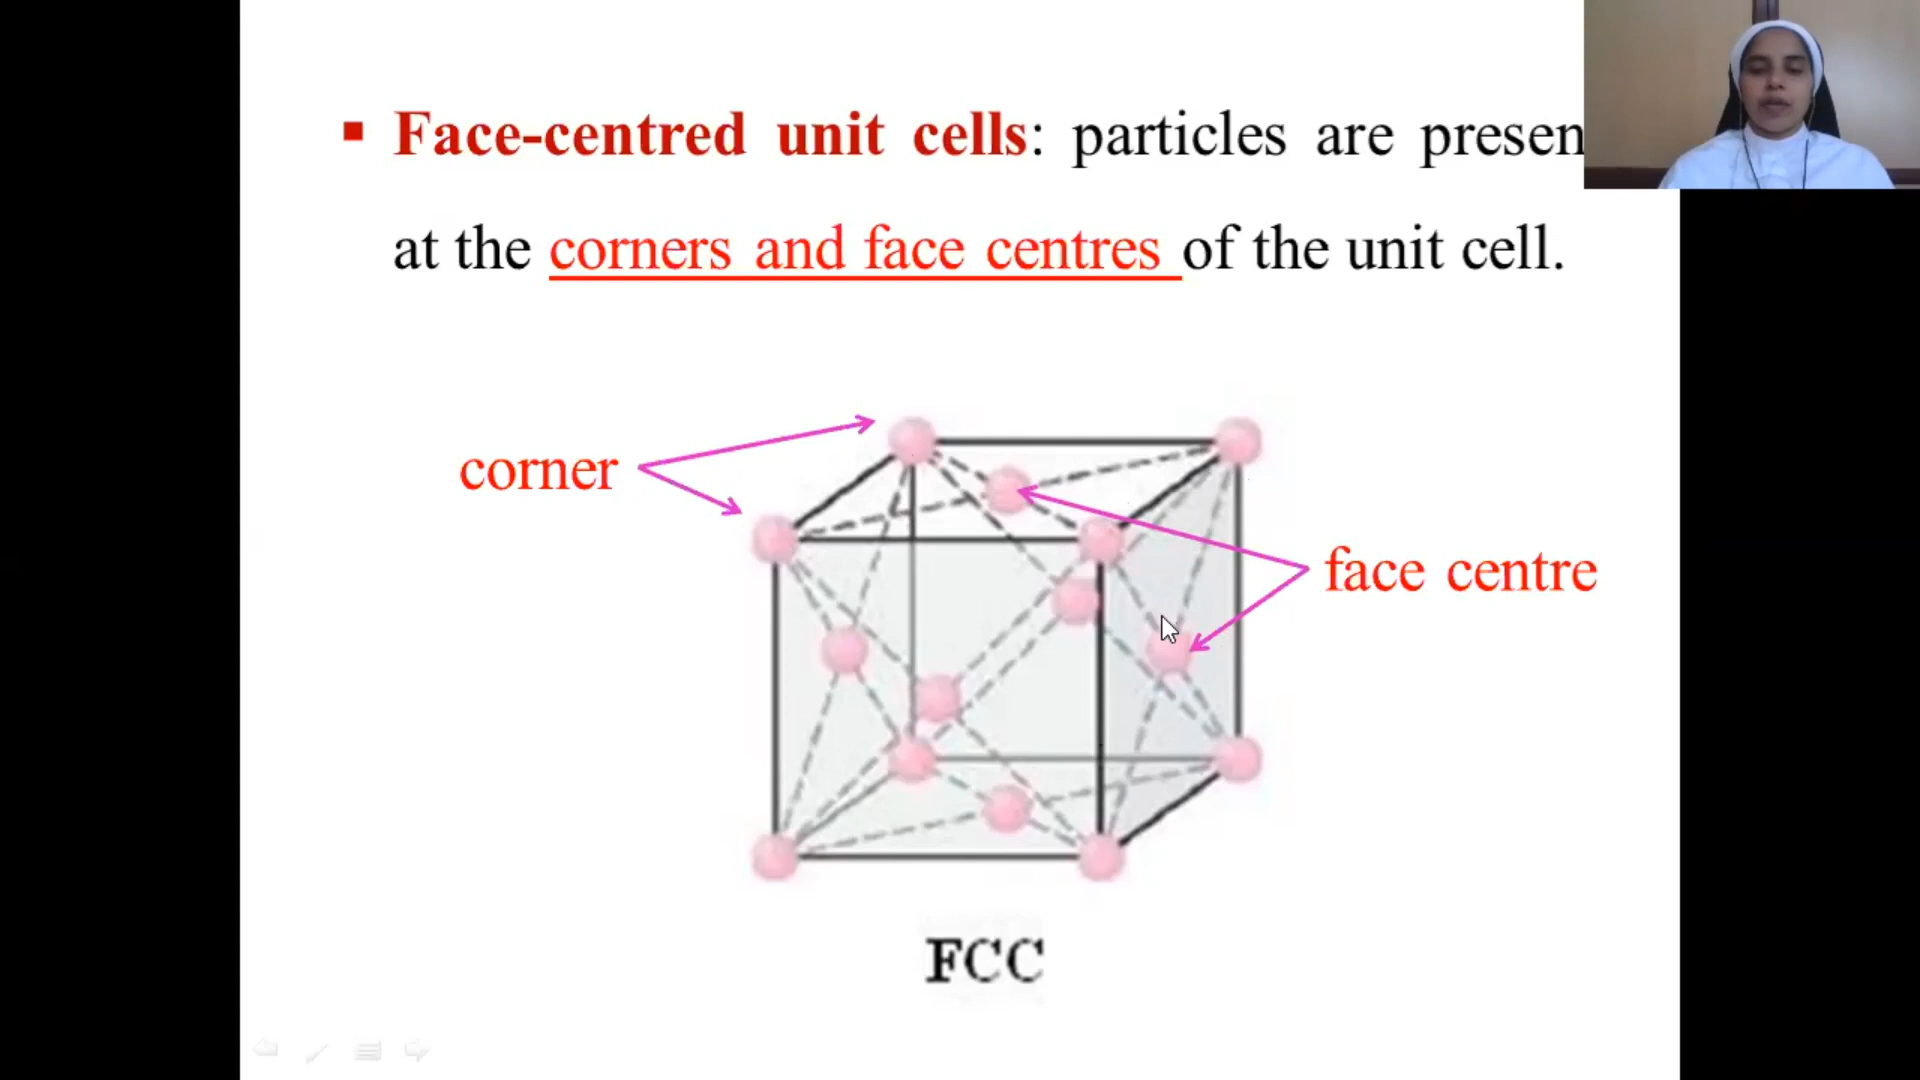 ▪ Face-centred unit cells: particles are presen
at the corners and face centres of the unit cell.
corner
face centre
FCC